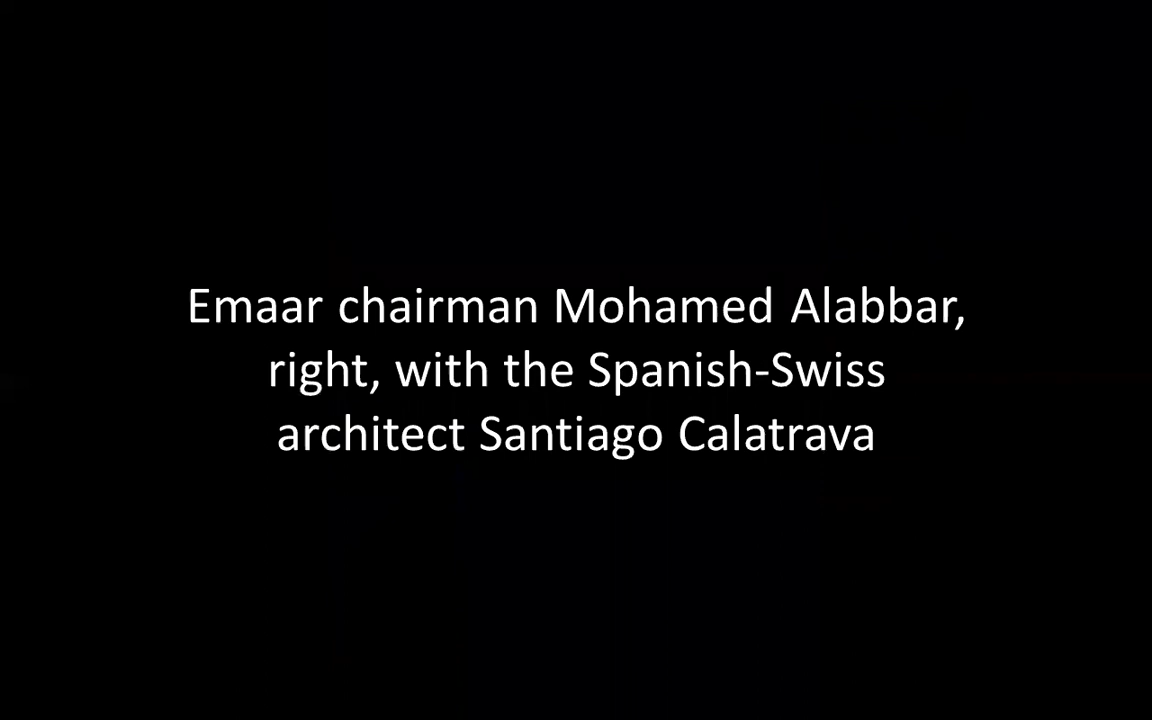 Emaar chairman Mohamed Alabbar,
right, with the Spanish-Swiss
architect Santiago Calatrava